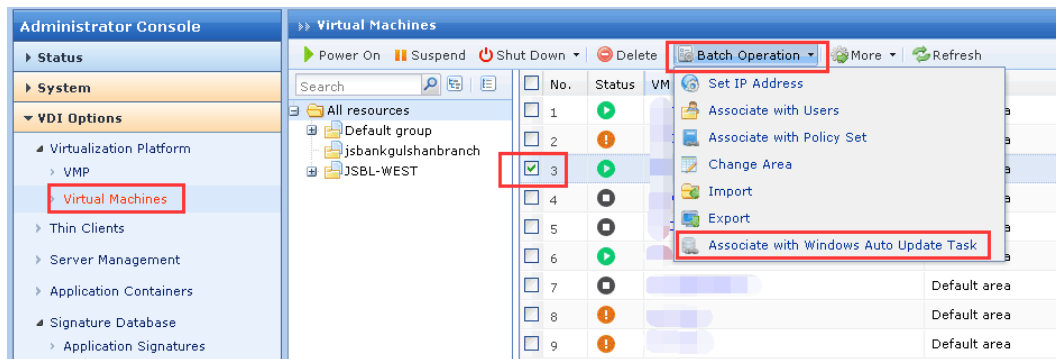 Administrator Console
Status
System
VDI Options
Virtualization Platform
VMP
Virtual Machines
Thin Clients
Server Management
Application Containers
Signature Database
Application Signatures
Virtual Machines
Power On Suspend Shut Down Delete Batch Operation More Refresh
Search
All resources
Default group
jsbankgulshanbranch
JSBL-WEST
No. Status VM
1
2
3
4
5
6
7 Default area
8 Default area
9 Default area
Set IP Address
Associate with Users
Associate with Policy Set
Change Area
Import
Export
Associate with Windows Auto Update Task